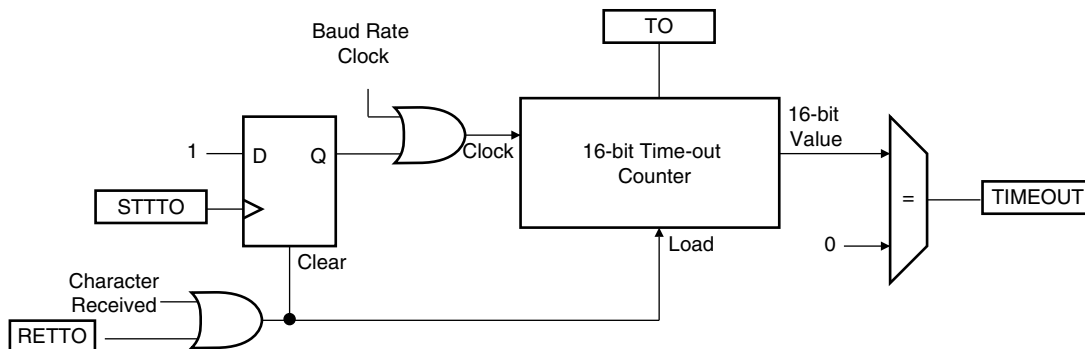 TO
Baud Rate
Clock
16-bit
Value
1
D
Q
Clock
16-bit Time-out
Counter
STTTO
=
TIMEOUT
0
Load
Clear
Character
Received
RETTO